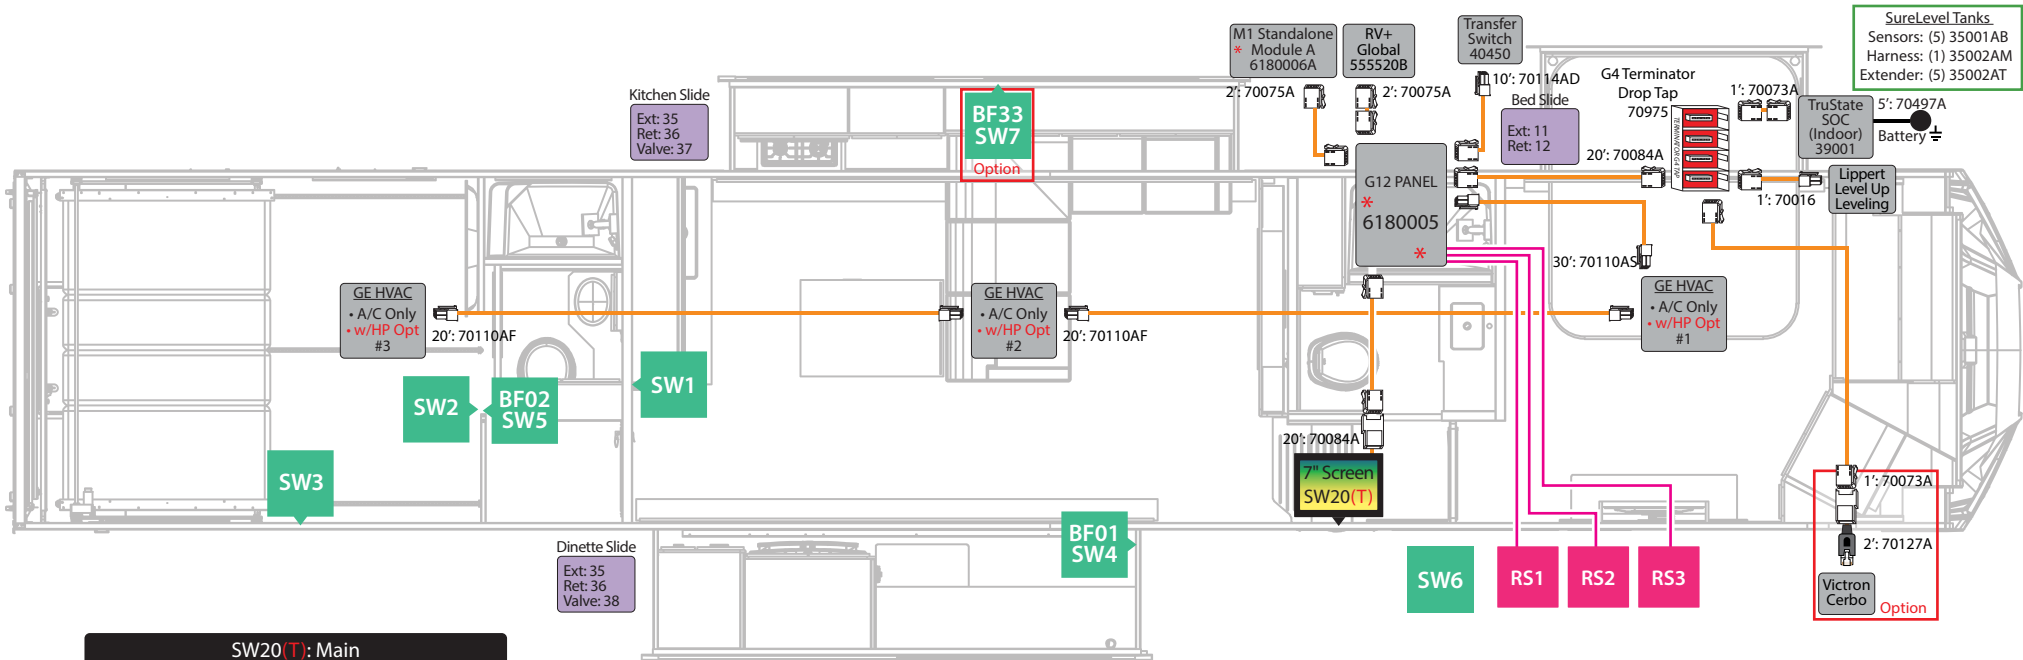 M1 Standalone
* Module A
6180006A
RV+
Global
555520B
Transfer
Switch
40450
SureLevel Tanks
Sensors: (5) 35001AB
Harness: (1) 35002AM
Extender: (5) 35002AT
Kitchen Slide
Ext: 35
Ret: 36
Valve: 37
BF33
SW7
Option
2': 70075A
2': 70075A
10': 70114AD
Bed Slide
Ext: 11
Ret: 12
G4 Terminator
Drop Tap
70975
TERMINATOR G4 TAP
1': 70073A
TruState
SOC
(Indoor)
39001
5': 70497A
Battery
20': 70084A
1': 70016
Lippert
Level Up
Leveling
G12 PANEL
*
6180005
*
30': 70110AS
GE HVAC
• A/C Only
• w/HP Opt
#3
20': 70110AF
GE HVAC
• A/C Only
• w/HP Opt
#2
20': 70110AF
GE HVAC
• A/C Only
• w/HP Opt
#1
SW1
SW2
BF02
SW5
SW3
20': 70084A
7" Screen
SW20(T)
BF01
SW4
Dinette Slide
Ext: 35
Ret: 36
Valve: 38
SW6
RS1
RS2
RS3
1': 70073A
2': 70127A
Victron
Cerbo
Option
SW20(T): Main